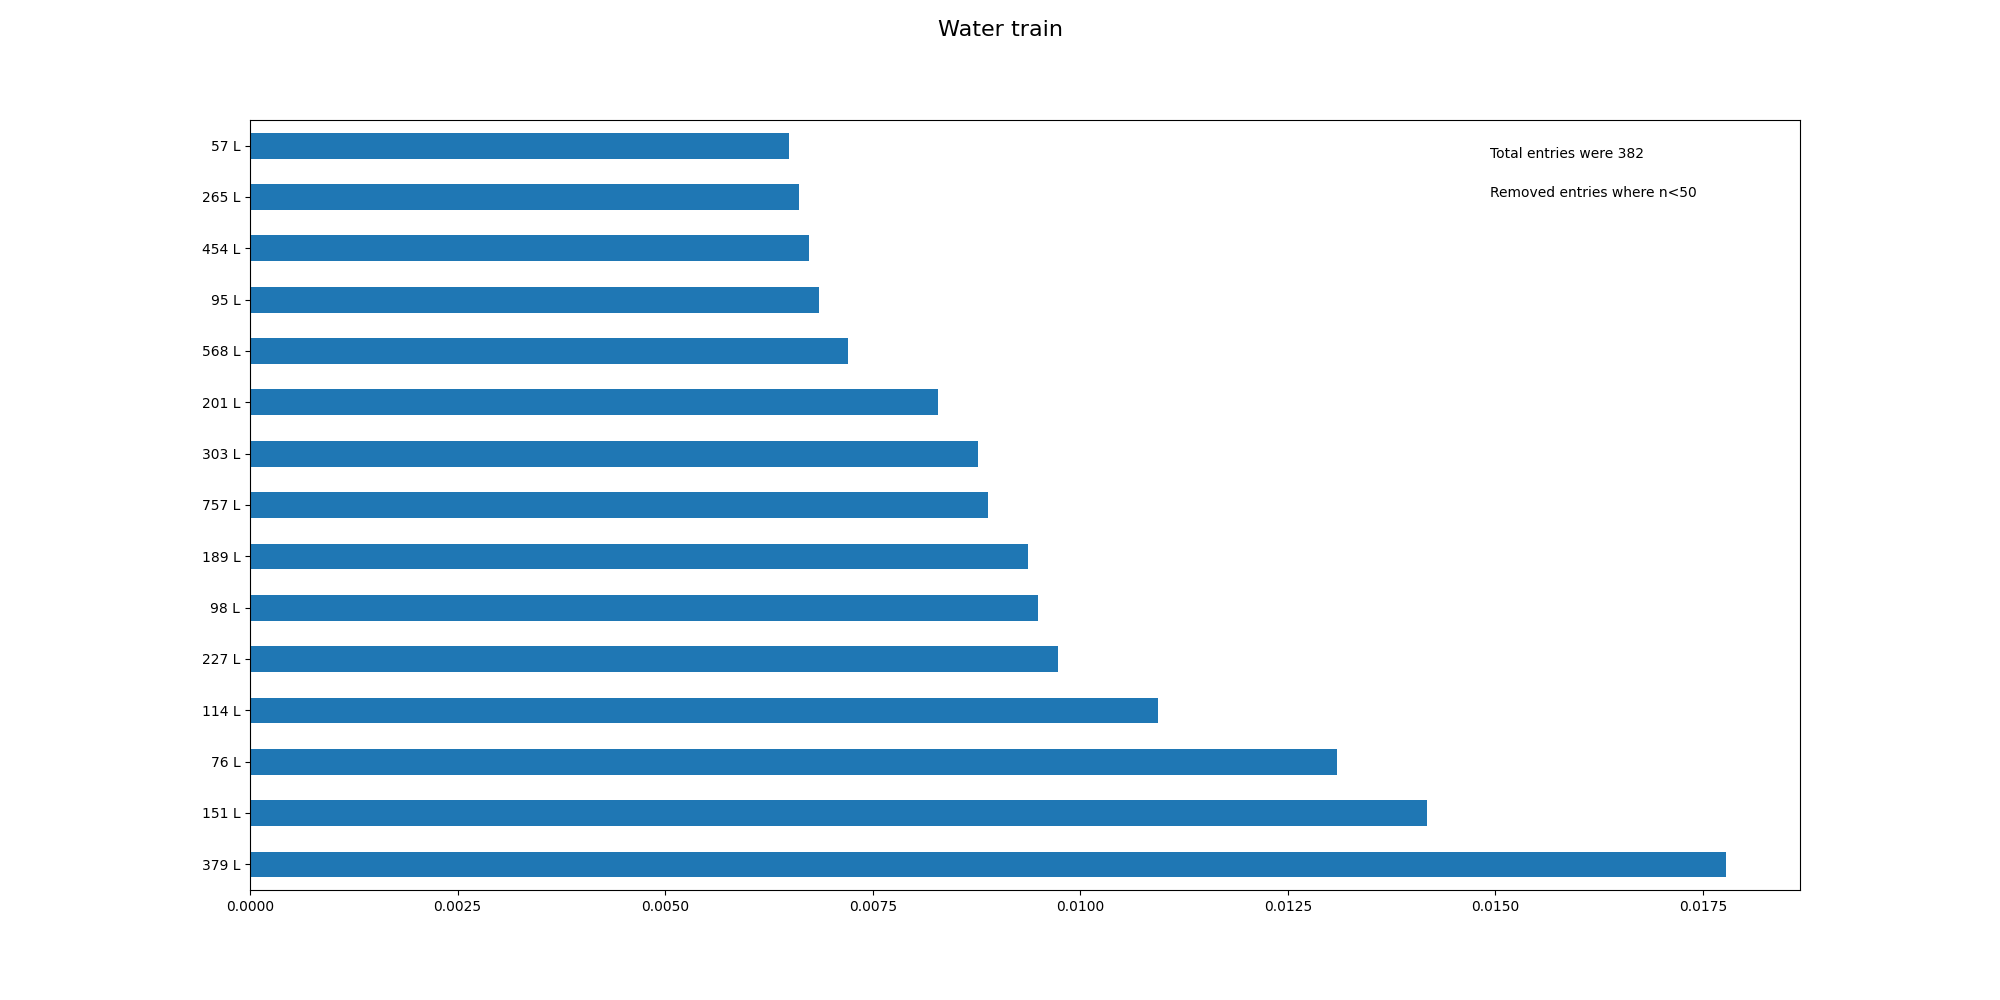 Water train
57 L
265 L
454 L
95 L
568 L
201 L
303 L
757 L
189 L
98 L
227 L
114 L
76 L
151 L
379 L
Total entries were 382
Removed entries where n<50
0.0000 0.0025 0.0050 0.0075 0.0100 0.0125 0.0150 0.0175